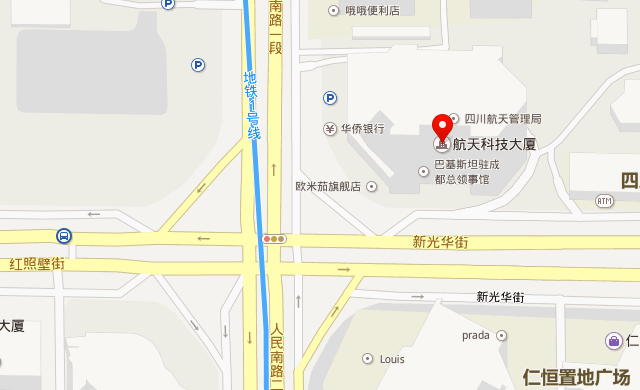 哦哦便利店
南路一段
P
P
地铁1号线
P
四川航天管理局
¥ 华侨银行
航天科技大厦
巴基斯坦驻成
都总领事馆
欧米茄旗舰店
四
ATM
新光华街
红照壁街
新光华街
大厦
人民南路二
prada
仁
Louis
仁恒置地广场